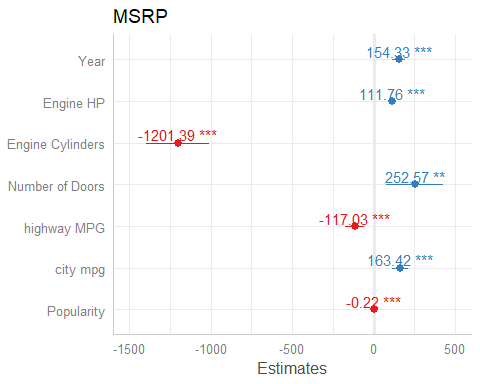 MSRP
Year
154.33 ***
Engine HP
111.76 ***
Engine Cylinders
-1201.39 ***
Number of Doors
252.57 **
highway MPG
-117.03 ***
city mpg
163.42 ***
Popularity
-0.22 ***
-1500 -1000 -500 0 500
Estimates